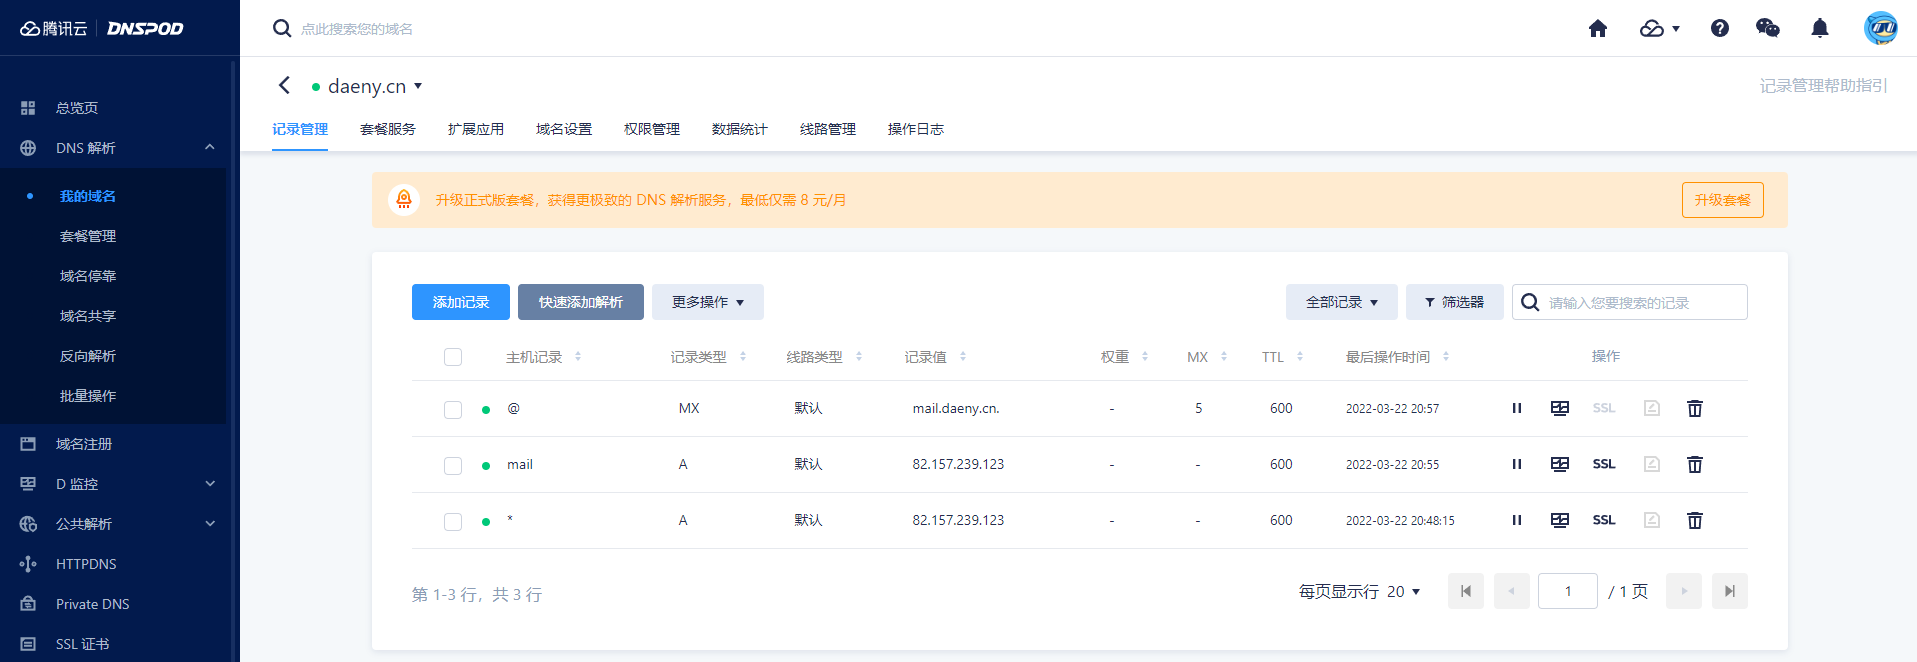 腾讯云 DNSPOD
点此搜索您的域名
总览页
DNS 解析
我的域名
套餐管理
域名停靠
域名共享
反向解析
批量操作
域名注册
D 监控
公共解析
HTTPDNS
Private DNS
SSL 证书
daeny.cn
记录管理帮助指引
记录管理 套餐服务 扩展应用 域名设置 权限管理 数据统计 线路管理 操作日志
升级正式版套餐，获得更极致的 DNS 解析服务，最低仅需 8 元/月 升级套餐
添加记录 快速添加解析 更多操作 全部记录 筛选器 请输入您要搜索的记录
主机记录 记录类型 线路类型 记录值 权重 MX TTL 最后操作时间 操作
@ MX 默认 mail.daeny.cn. - 5 600 2022-03-22 20:57 SSL
mail A 默认 82.157.239.123 - - 600 2022-03-22 20:55 SSL
* A 默认 82.157.239.123 - - 600 2022-03-22 20:48:15 SSL
第 1-3 行，共 3 行 每页显示行 20 1 / 1 页